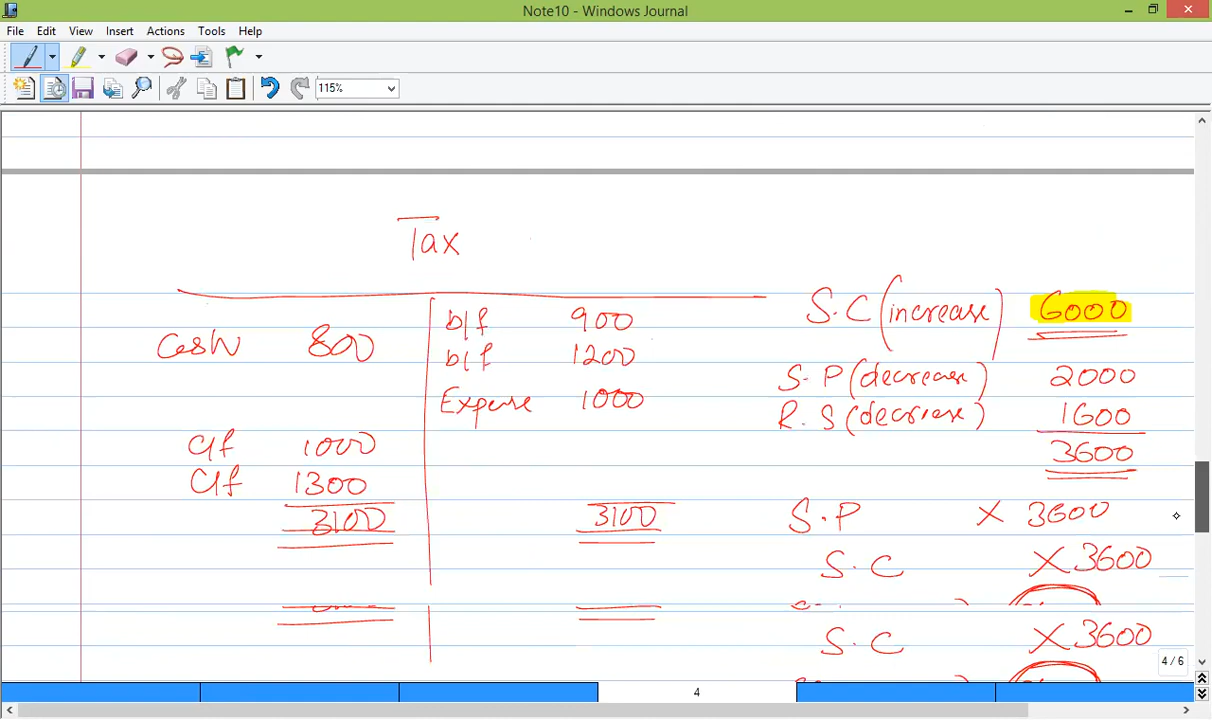 Note10 - Windows Journal
File Edit View Insert Actions Tools Help
115%
Tax
Cash 800
b/f 900
b/f 1200
Expense 1000
c/f 1000
c/f 1300
3100
3100
S.C (increase) 6000
S.P (decrease) 2000
R.S (decrease) 1600
3600
S.P X 3600
S.C X 3600
S.C X 3600
4 / 6
4